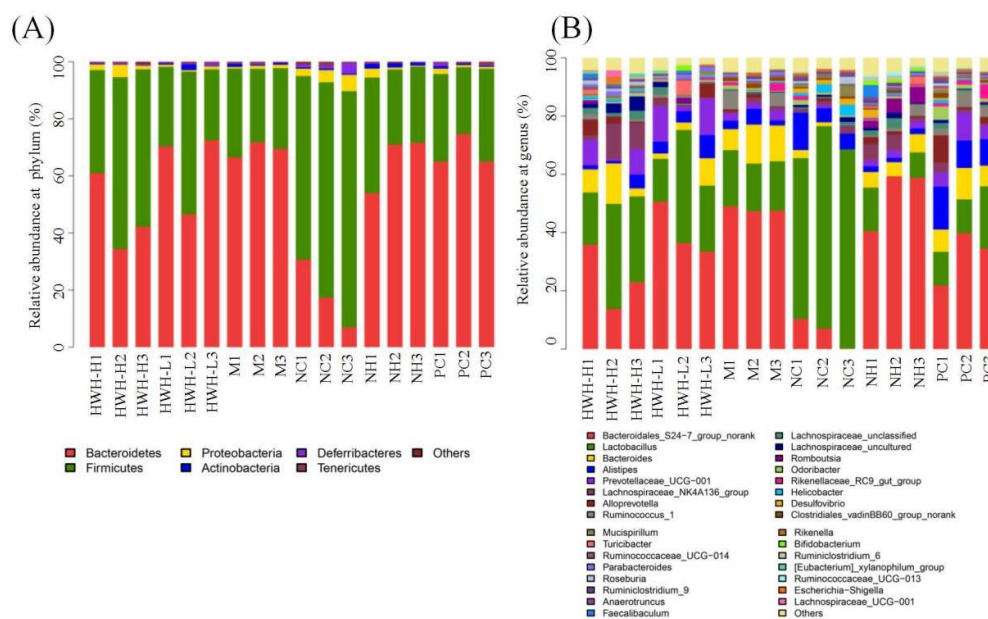 (A)
Relative abundance at phylum (%)
100
80
60
40
20
0
HWH-H1 HWH-H2 HWH-H3 HWH-L1 HWH-L2 HWH-L3 M1 M2 M3 NC1 NC2 NC3 NH1 NH2 NH3 PC1 PC2 PC3
Bacteroidetes Proteobacteria Deferribacteres Others
Firmicutes Actinobacteria Tenericutes
(B)
Relative abundance at genus (%)
100
80
60
40
20
0
HWH-H1 HWH-H2 HWH-H3 HWH-L1 HWH-L2 HWH-L3 M1 M2 M3 NC1 NC2 NC3 NH1 NH2 NH3 PC1 PC2 PC3
Bacteroidales_S24-7_group_norank
Lactobacillus
Bacteroides
Alistipes
Prevotellaceae_UCG-001
Lachnospiraceae_NK4A136_group
Alloprevotella
Ruminococcus_1
Lachnospiraceae_unclassified
Lachnospiraceae_uncultured
Romboutsia
Odoribacter
Rikenellaceae_RC9_gut_group
Helicobacter
Desulfovibrio
Clostridiales_vadinBB60_group_norank
Mucispirillum
Turicibacter
Ruminococcaceae_UCG-014
Parabacteroides
Roseburia
Ruminiclostridium_9
Anaerotruncus
Faecalibaculum
Rikenella
Bifidobacterium
Ruminiclostridium_6
[Eubacterium]_xylanophilum_group
Ruminococcaceae_UCG-013
Escherichia-Shigella
Lachnospiraceae_UCG-001
Others